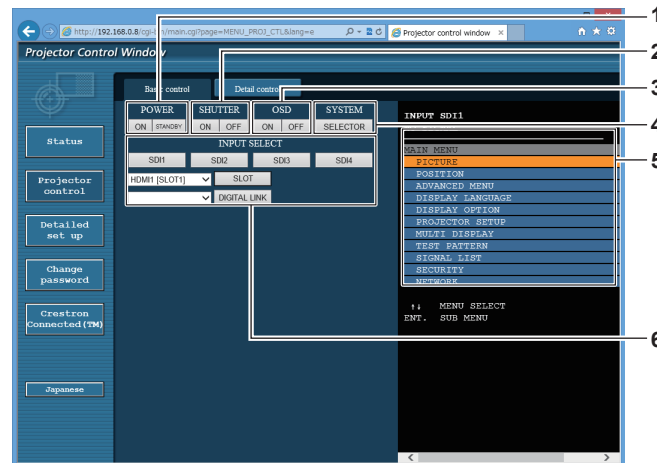 http://192.168.0.8/cgi-bin/main.cgi?page=MENU_PROJ_CTL&lang=e
Projector control window
Projector Control Window
Basic control
Detail control
POWER
SHUTTER
OSD
SYSTEM
ON
STANDBY
ON
OFF
ON
OFF
SELECTOR
INPUT SELECT
SDI1
SDI2
SDI3
SDI4
HDMI1 [SLOT1]
SLOT
DIGITAL LINK
Status
Projector
control
Detailed
set up
Change
password
Crestron
Connected(TM)
Japanese
INPUT SDI1
MAIN MENU
PICTURE
POSITION
ADVANCED MENU
DISPLAY LANGUAGE
DISPLAY OPTION
PROJECTOR SETUP
MULTI DISPLAY
TEST PATTERN
SIGNAL LIST
SECURITY
NETWORK
↑↓ MENU SELECT
ENT. SUB MENU
1
2
3
4
5
6